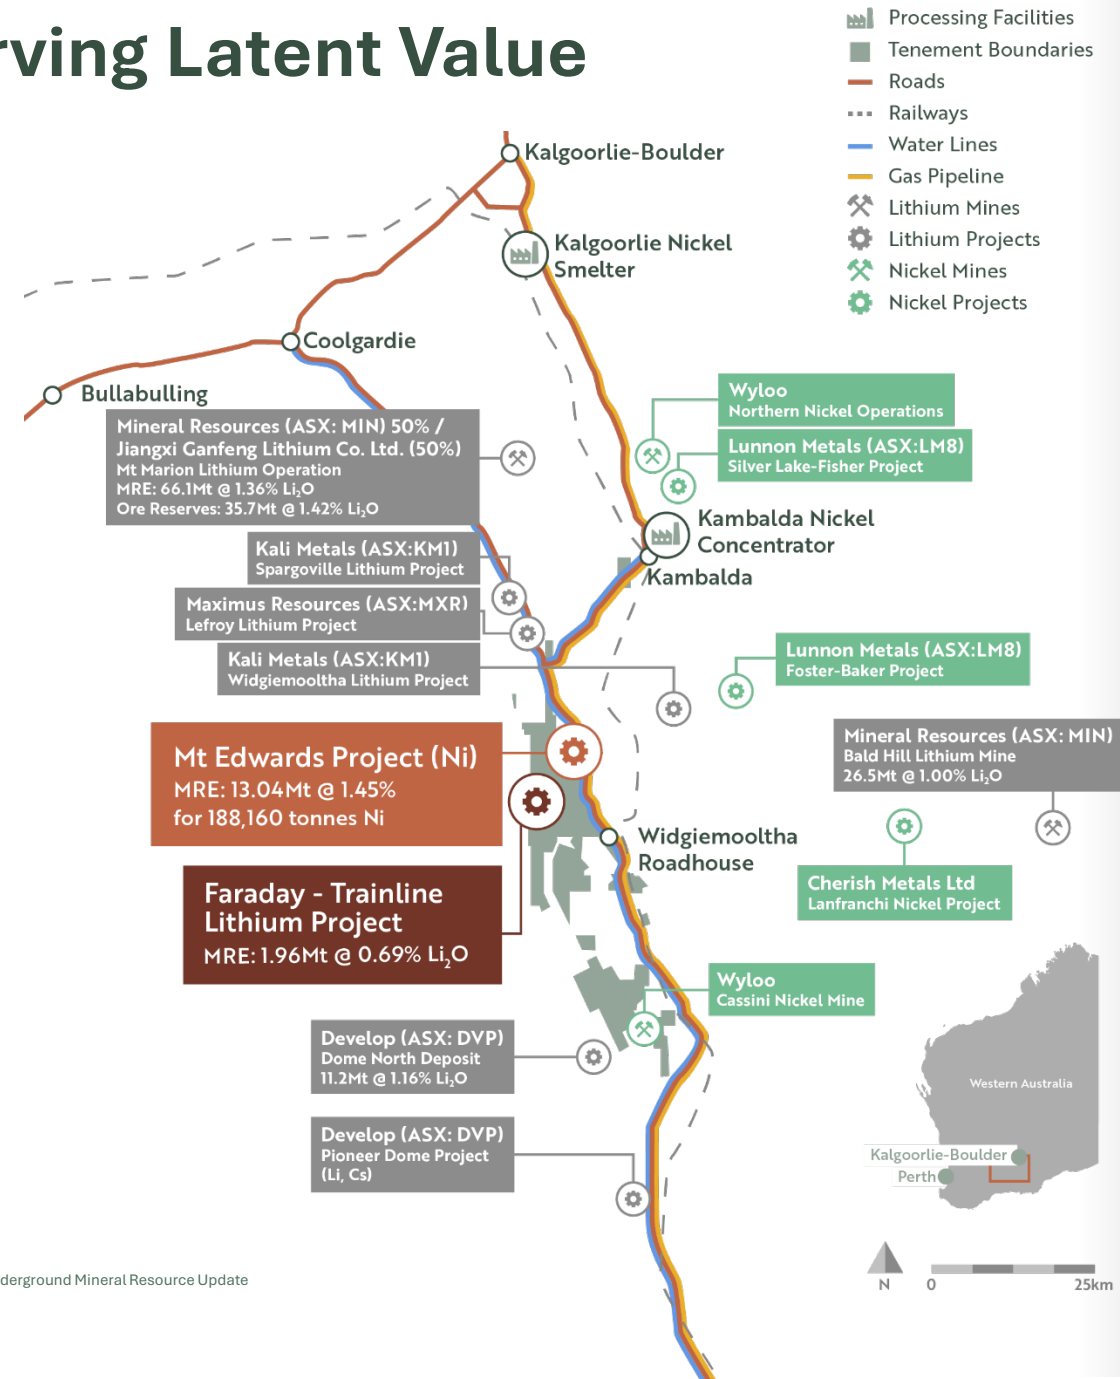 rving Latent Value
Processing Facilities
Tenement Boundaries
Roads
Railways
Water Lines
Gas Pipeline
Lithium Mines
Lithium Projects
Nickel Mines
Nickel Projects
Kalgoorlie-Boulder
Kalgoorlie Nickel
Smelter
Coolgardie
Bullabulling
Mineral Resources (ASX: MIN) 50% /
Jiangxi Ganfeng Lithium Co. Ltd. (50%)
Mt Marion Lithium Operation
MRE: 66.1Mt @ 1.36% Li₂O
Ore Reserves: 35.7Mt @ 1.42% Li₂O
Wyloo
Northern Nickel Operations
Lunnon Metals (ASX:LM8)
Silver Lake-Fisher Project
Kambalda Nickel
Concentrator
Kambalda
Kali Metals (ASX:KM1)
Spargoville Lithium Project
Maximus Resources (ASX:MXR)
Lefroy Lithium Project
Kali Metals (ASX:KM1)
Widgiemooltha Lithium Project
Lunnon Metals (ASX:LM8)
Foster-Baker Project
Mineral Resources (ASX: MIN)
Bald Hill Lithium Mine
26.5Mt @ 1.00% Li₂O
Mt Edwards Project (Ni)
MRE: 13.04Mt @ 1.45%
for 188,160 tonnes Ni
Widgiemooltha
Roadhouse
Faraday - Trainline
Lithium Project
MRE: 1.96Mt @ 0.69% Li₂O
Cherish Metals Ltd
Lanfranchi Nickel Project
Wyloo
Cassini Nickel Mine
Develop (ASX: DVP)
Dome North Deposit
11.2Mt @ 1.16% Li₂O
Develop (ASX: DVP)
Pioneer Dome Project
(Li, Cs)
Western Australia
Kalgoorlie-Boulder
Perth
N
0
25km
derground Mineral Resource Update